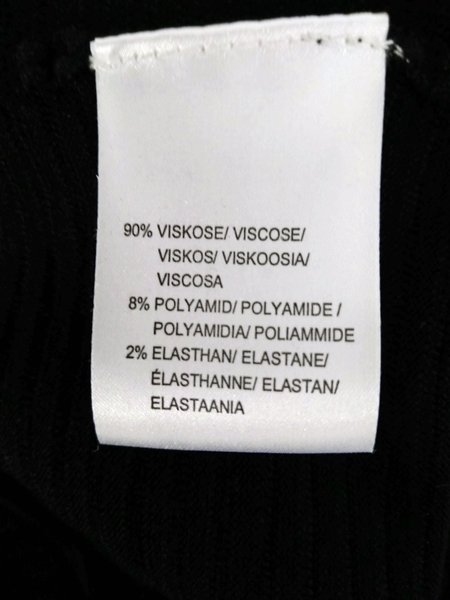 90% VISKOSE/ VISCOSE/
VISKOS/ VISKOOSIA/
VISCOSA
8% POLYAMID/ POLYAMIDE /
POLYAMIDIA/ POLIAMMIDE
2% ELASTHAN/ ELASTANE/
ÉLASTHANNE/ ELASTAN/
ELASTAANIA